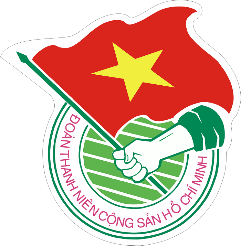 ĐOÀN THANH NIÊN CỘNG SẢN HỒ CHÍ MINH